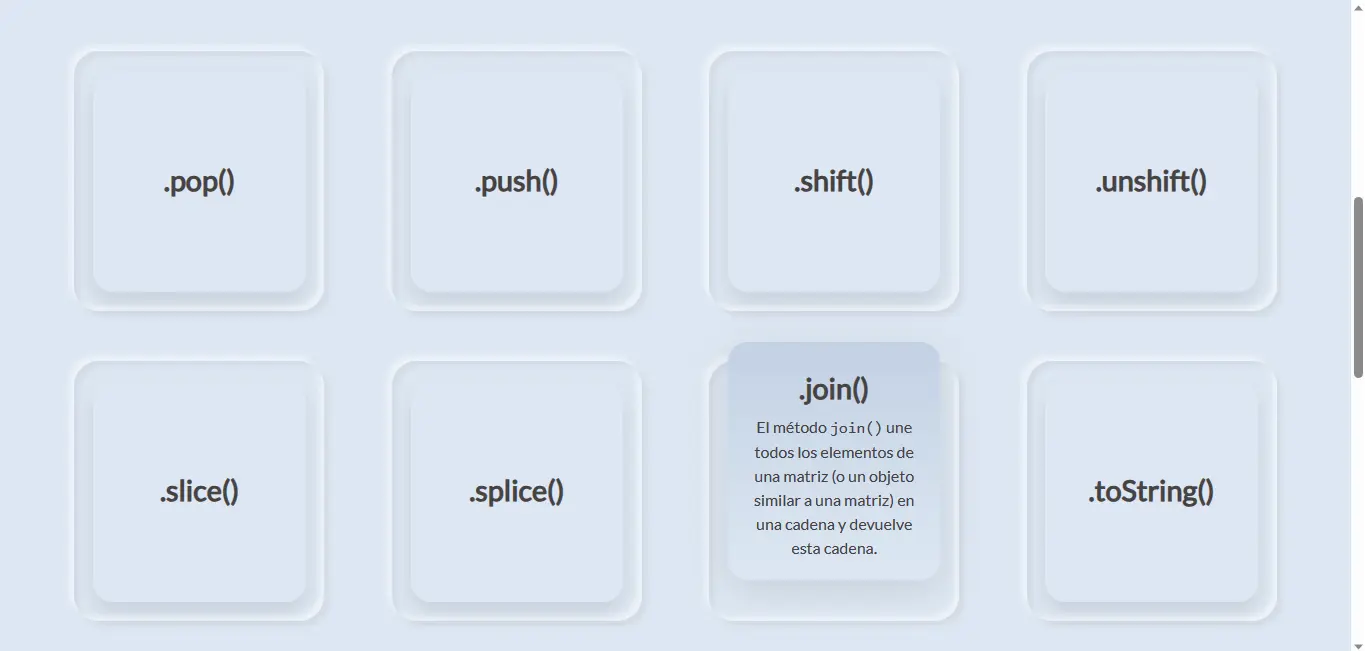 .pop()
.push()
.shift()
.unshift()
.slice()
.splice()
.join()
El método join() une
todos los elementos de
una matriz (o un objeto
similar a una matriz) en
una cadena y devuelve
esta cadena.
.toString()